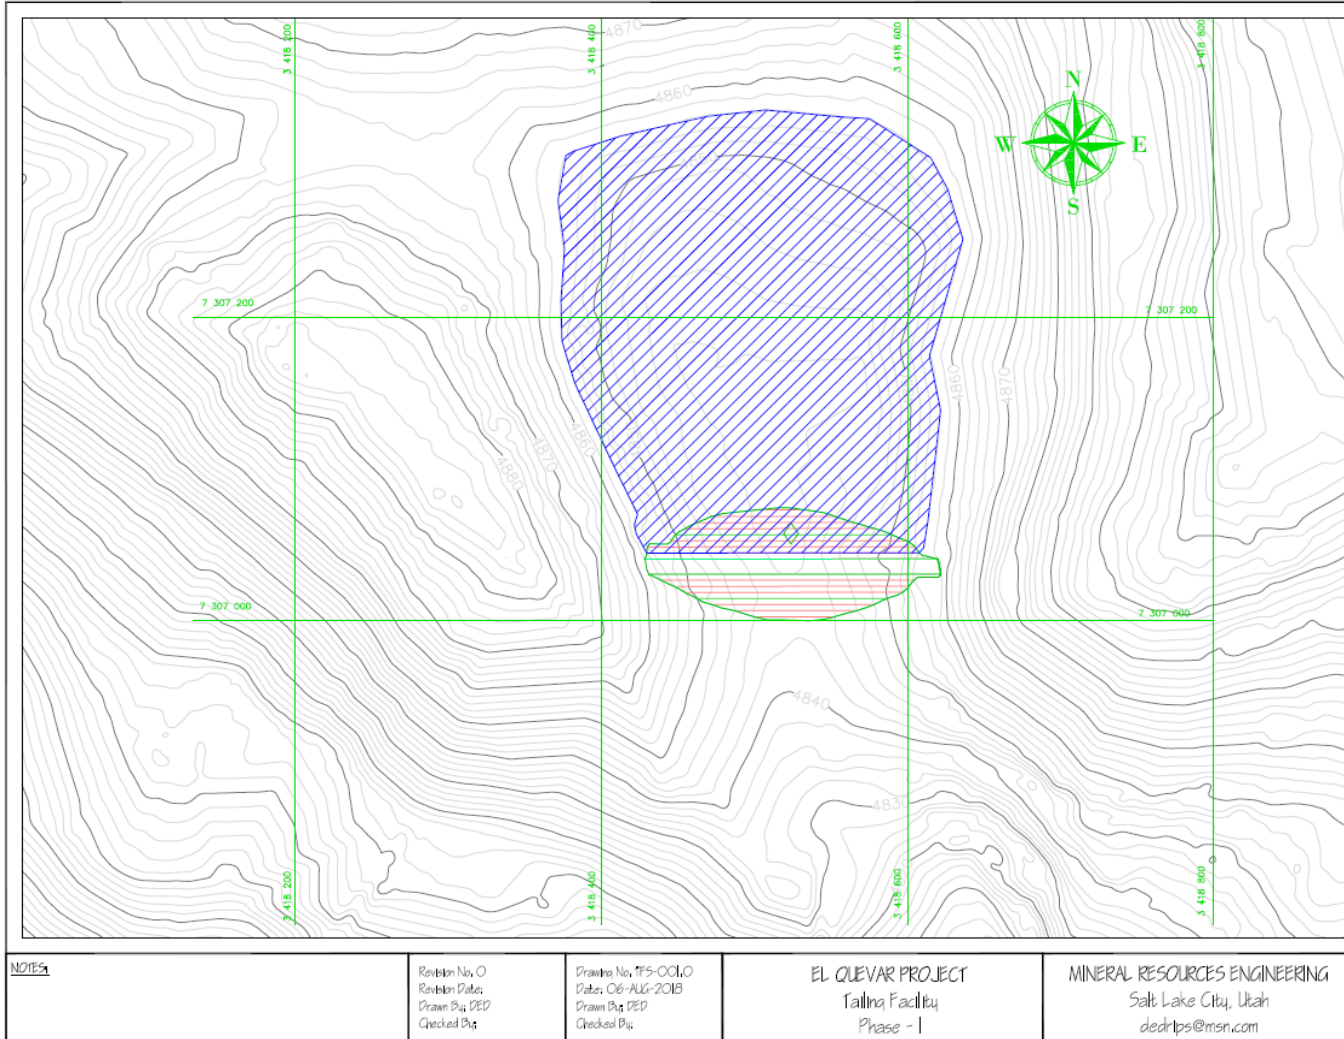 4870
3 418 200
3 418 400
3 418 600
3 418 800
4860
N
W E
S
7 307 200
7 307 200
4860
4870
4860
4870
4880
7 307 000
7 307 000
4840
4830
3 418 200
3 418 400
3 418 600
3 418 800
NOTES:
Revision No. 0
Revision Date:
Drawn By: DED
Checked By:
Drawing No. TFS-001.0
Date: 06-AUG-2018
Drawn By: DED
Checked By:
EL QUEVAR PROJECT
Tailing Facility
Phase - 1
MINERAL RESOURCES ENGINEERING
Salt Lake City, Utah
dedrips@msn.com